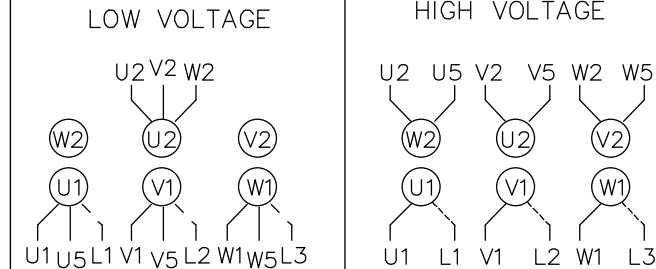 LOW VOLTAGE
U2 V2 W2
W2 U2 V2
U1 V1 W1
U1 U5 L1 V1 V5 L2 W1 W5 L3
HIGH VOLTAGE
U2 U5 V2 V5 W2 W5
W2 U2 V2
U1 V1 W1
U1 L1 V1 L2 W1 L3